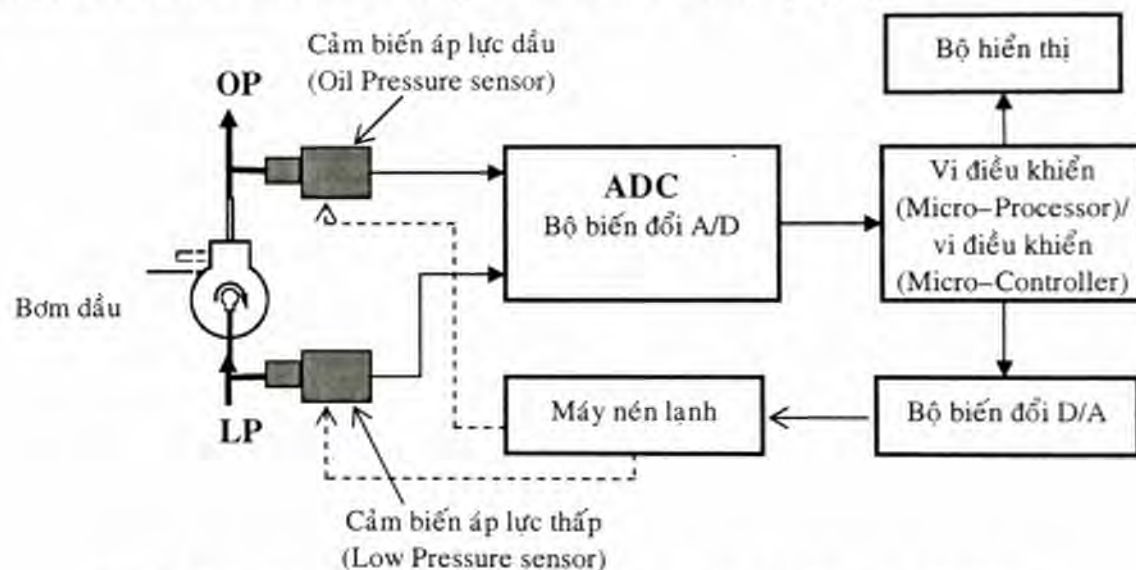 Cảm biến áp lực dầu
(Oil Pressure sensor)
OP
Bộ hiển thị
ADC
Bộ biến đổi A/D
Vi điều khiển
(Micro–Processor)/
vi điều khiển
(Micro–Controller)
Bơm dầu
LP
Máy nén lạnh
Bộ biến đổi D/A
Cảm biến áp lực thấp
(Low Pressure sensor)